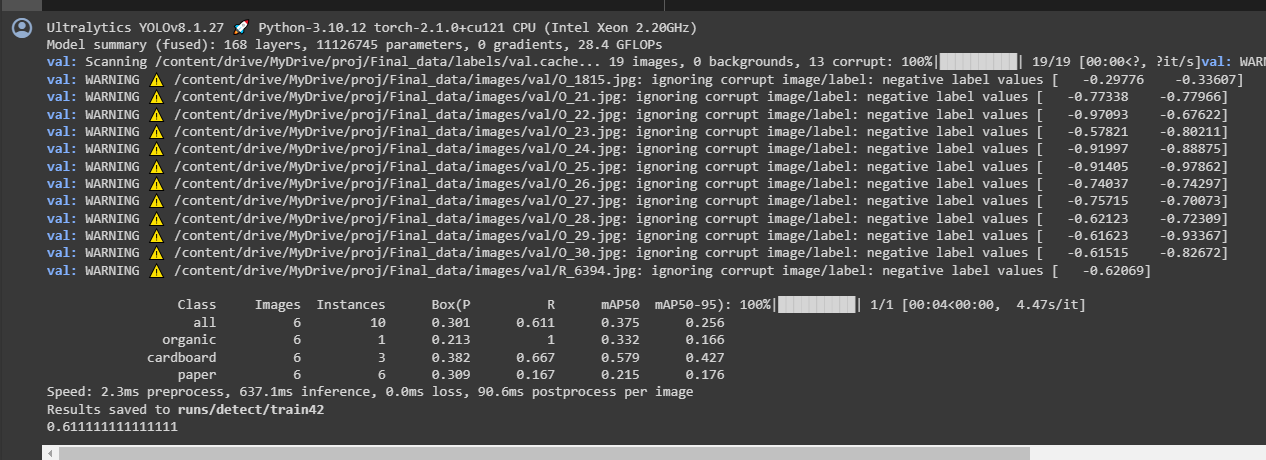 Ultralytics YOLOv8.1.27 🚀 Python-3.10.12 torch-2.1.0+cu121 CPU (Intel Xeon 2.20GHz)
Model summary (fused): 168 layers, 11126745 parameters, 0 gradients, 28.4 GFLOPs
val: Scanning /content/drive/MyDrive/proj/Final_data/labels/val.cache... 19 images, 0 backgrounds, 13 corrupt: 100%|██████████| 19/19 [00:00<?, ?it/s]val: WARN
val: WARNING ⚠️ /content/drive/MyDrive/proj/Final_data/images/val/O_1815.jpg: ignoring corrupt image/label: negative label values [   -0.29776    -0.33607]
val: WARNING ⚠️ /content/drive/MyDrive/proj/Final_data/images/val/O_21.jpg: ignoring corrupt image/label: negative label values [   -0.77338    -0.77966]
val: WARNING ⚠️ /content/drive/MyDrive/proj/Final_data/images/val/O_22.jpg: ignoring corrupt image/label: negative label values [   -0.97093    -0.67622]
val: WARNING ⚠️ /content/drive/MyDrive/proj/Final_data/images/val/O_23.jpg: ignoring corrupt image/label: negative label values [   -0.57821    -0.80211]
val: WARNING ⚠️ /content/drive/MyDrive/proj/Final_data/images/val/O_24.jpg: ignoring corrupt image/label: negative label values [   -0.91997    -0.88875]
val: WARNING ⚠️ /content/drive/MyDrive/proj/Final_data/images/val/O_25.jpg: ignoring corrupt image/label: negative label values [   -0.91405    -0.97862]
val: WARNING ⚠️ /content/drive/MyDrive/proj/Final_data/images/val/O_26.jpg: ignoring corrupt image/label: negative label values [   -0.74037    -0.74297]
val: WARNING ⚠️ /content/drive/MyDrive/proj/Final_data/images/val/O_27.jpg: ignoring corrupt image/label: negative label values [   -0.75715    -0.70073]
val: WARNING ⚠️ /content/drive/MyDrive/proj/Final_data/images/val/O_28.jpg: ignoring corrupt image/label: negative label values [   -0.62123    -0.72309]
val: WARNING ⚠️ /content/drive/MyDrive/proj/Final_data/images/val/O_29.jpg: ignoring corrupt image/label: negative label values [   -0.61623    -0.93367]
val: WARNING ⚠️ /content/drive/MyDrive/proj/Final_data/images/val/O_30.jpg: ignoring corrupt image/label: negative label values [   -0.61515    -0.82672]
val: WARNING ⚠️ /content/drive/MyDrive/proj/Final_data/images/val/R_6394.jpg: ignoring corrupt image/label: negative label values [   -0.62069]
Class Images Instances Box(P R mAP50 mAP50-95): 100%|██████████| 1/1 [00:04<00:00, 4.47s/it]
all 6 10 0.301 0.611 0.375 0.256
organic 6 1 0.213 1 0.332 0.166
cardboard 6 3 0.382 0.667 0.579 0.427
paper 6 6 0.309 0.167 0.215 0.176
Speed: 2.3ms preprocess, 637.1ms inference, 0.0ms loss, 90.6ms postprocess per image
Results saved to runs/detect/train42
0.611111111111111